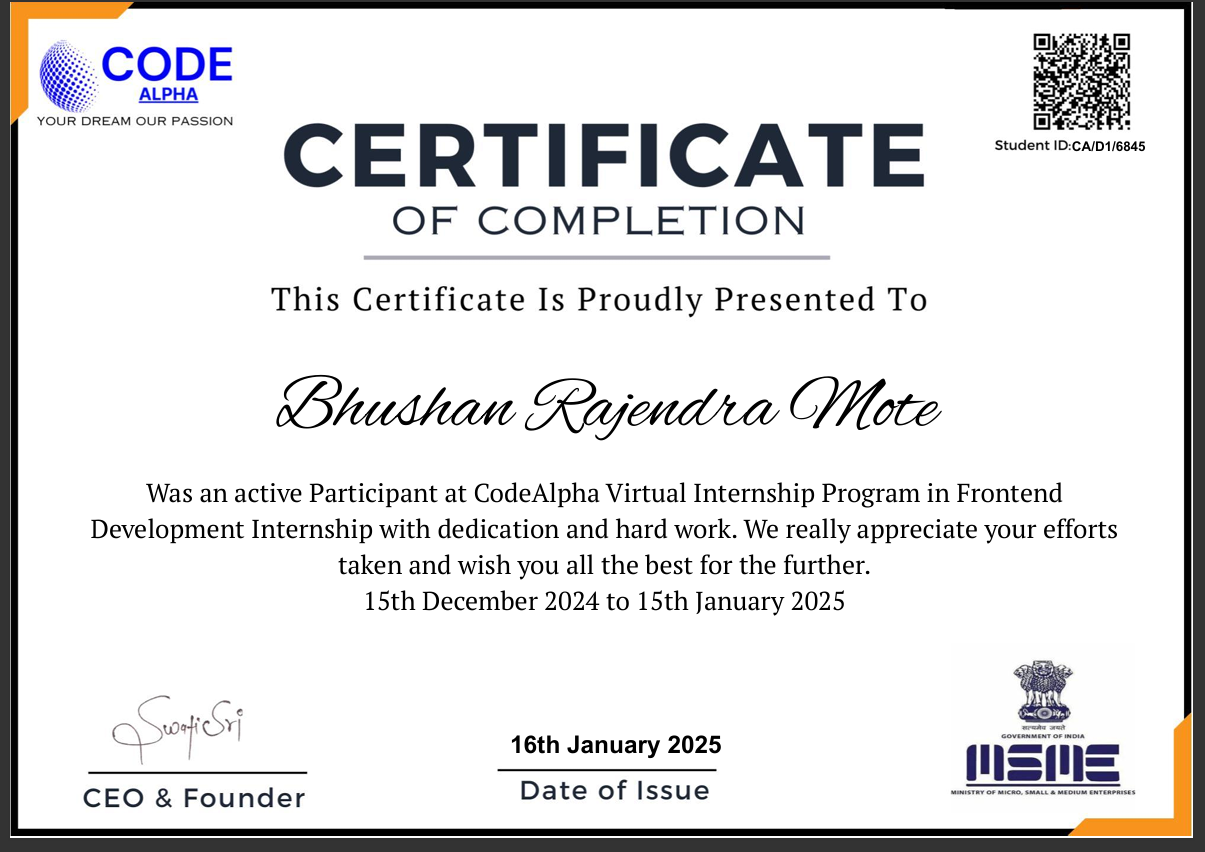 CODE
ALPHA
YOUR DREAM OUR PASSION
Student ID:CA/D1/6845
CERTIFICATE
OF COMPLETION
This Certificate Is Proudly Presented To
Bhushan Rajendra Mote
Was an active Participant at CodeAlpha Virtual Internship Program in Frontend
Development Internship with dedication and hard work. We really appreciate your efforts
taken and wish you all the best for the further.
15th December 2024 to 15th January 2025
SwatiSri
CEO & Founder
16th January 2025
Date of Issue
सत्यमेव जयते
GOVERNMENT OF INDIA
MSME
MINISTRY OF MICRO, SMALL & MEDIUM ENTERPRISES